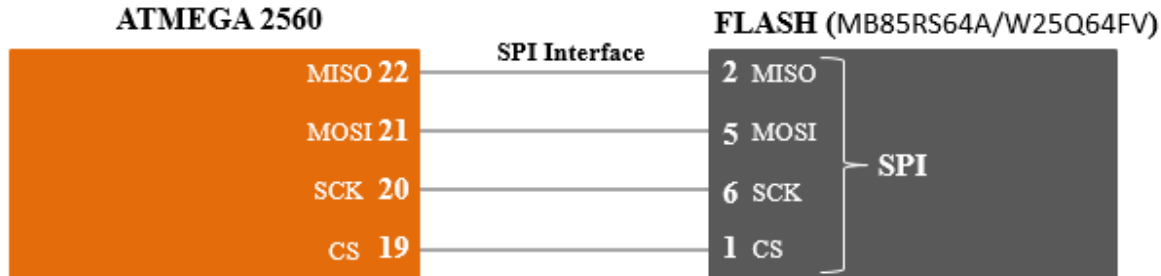 ATMEGA 2560
FLASH (MB85RS64A/W25Q64FV)
SPI Interface
MISO 22
2 MISO
MOSI 21
5 MOSI
SPI
SCK 20
6 SCK
CS 19
1 CS